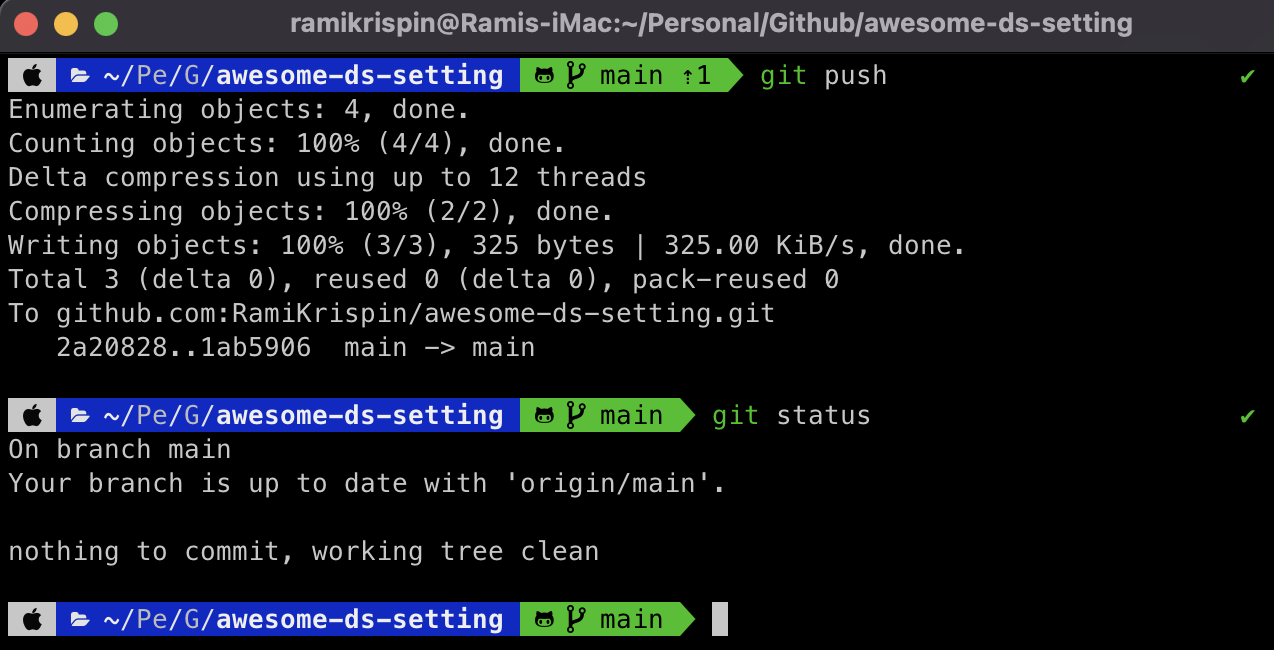 ramikrispin@Ramis-iMac:~/Personal/Github/awesome-ds-setting
~/Pe/G/awesome-ds-setting main ⇡1 git push ✔
Enumerating objects: 4, done.
Counting objects: 100% (4/4), done.
Delta compression using up to 12 threads
Compressing objects: 100% (2/2), done.
Writing objects: 100% (3/3), 325 bytes | 325.00 KiB/s, done.
Total 3 (delta 0), reused 0 (delta 0), pack-reused 0
To github.com:RamiKrispin/awesome-ds-setting.git
   2a20828..1ab5906  main -> main
~/Pe/G/awesome-ds-setting main git status ✔
On branch main
Your branch is up to date with 'origin/main'.
nothing to commit, working tree clean
~/Pe/G/awesome-ds-setting main